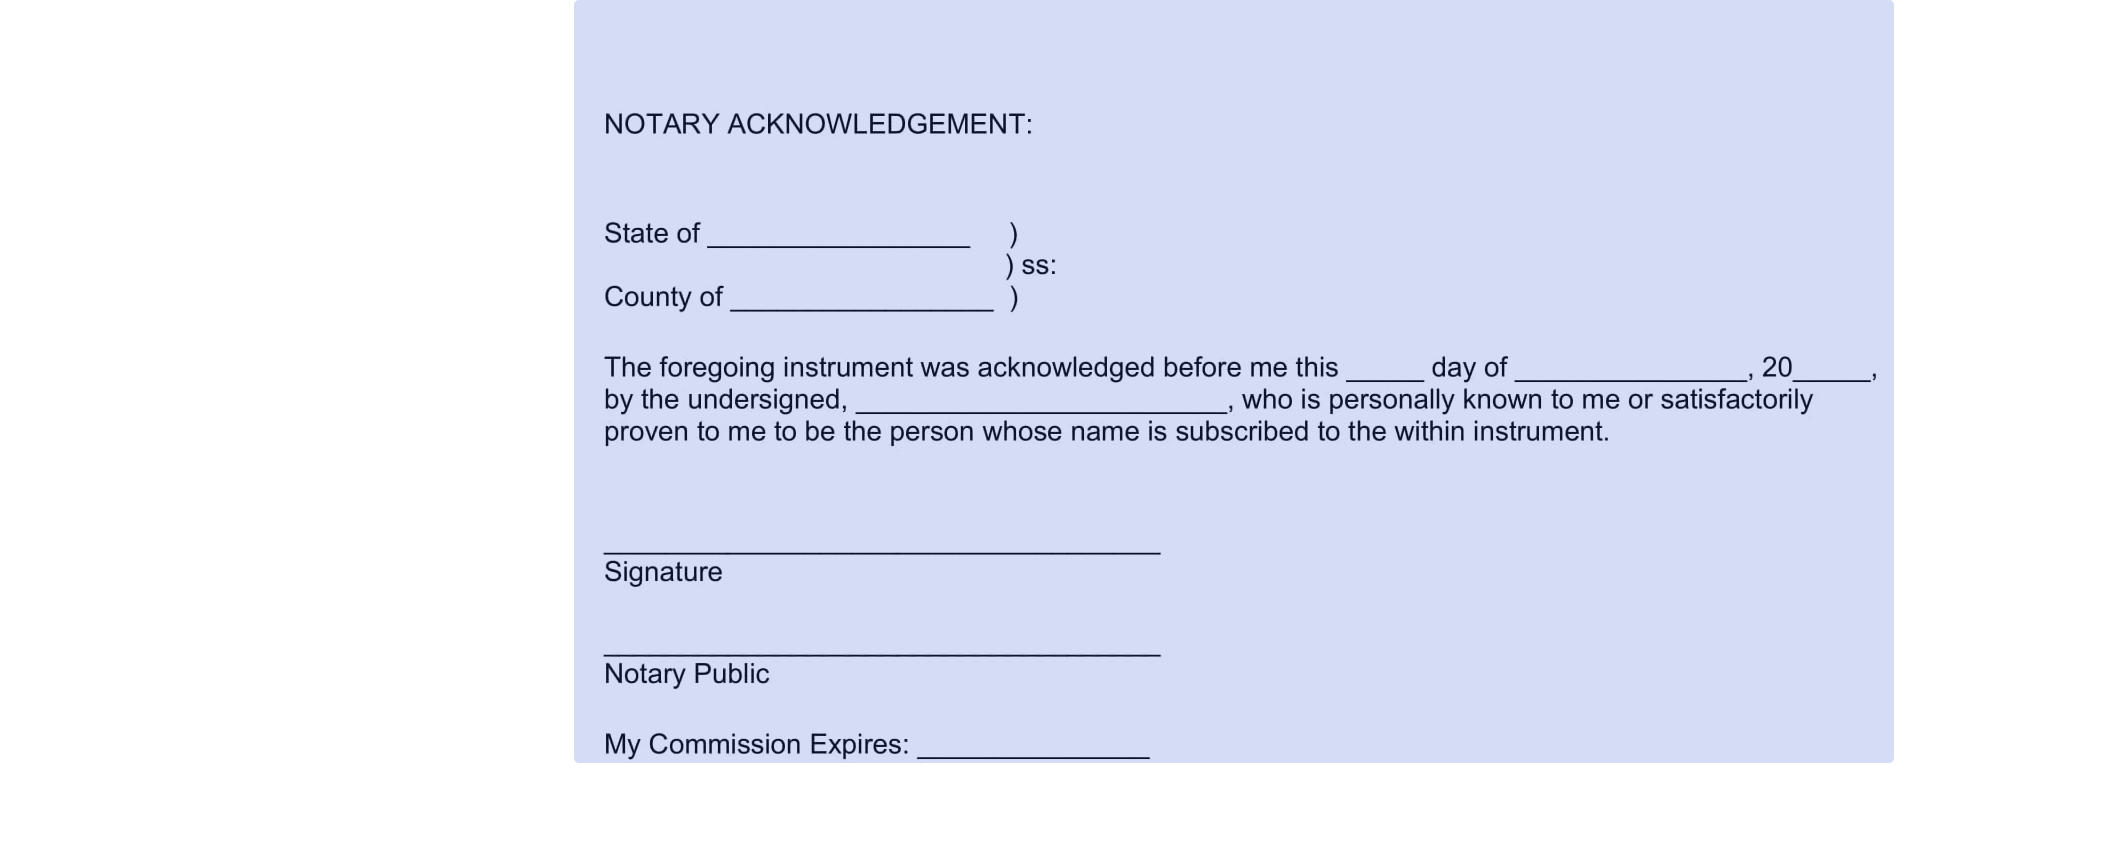 NOTARY ACKNOWLEDGEMENT:
State of _________________ )
) ss:
County of _________________ )
The foregoing instrument was acknowledged before me this _____ day of _______________, 20_____,
by the undersigned, ________________________, who is personally known to me or satisfactorily
proven to me to be the person whose name is subscribed to the within instrument.
____________________________________
Signature
____________________________________
Notary Public
My Commission Expires: _______________